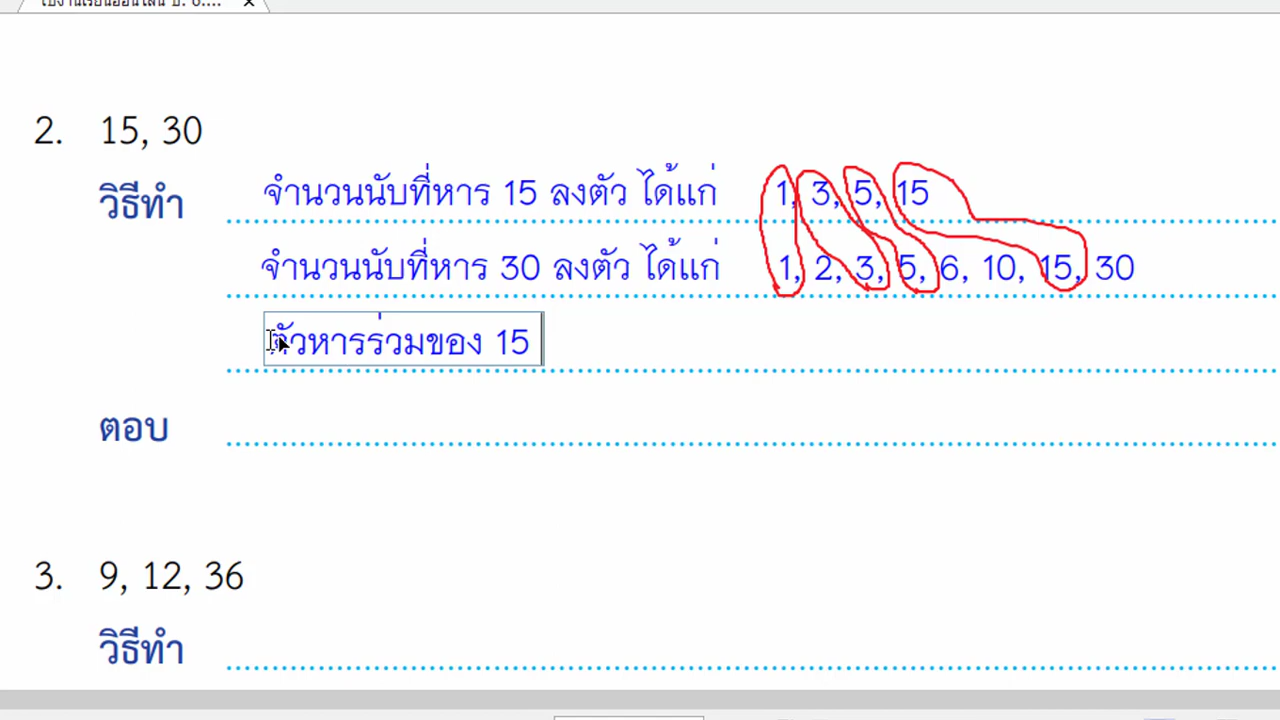 2. 15, 30
วิธีทำ จำนวนนับที่หาร 15 ลงตัว ได้แก่ 1, 3, 5, 15
จำนวนนับที่หาร 30 ลงตัว ได้แก่ 1, 2, 3, 5, 6, 10, 15, 30
ตัวหารร่วมของ 15
ตอบ
3. 9, 12, 36
วิธีทำ